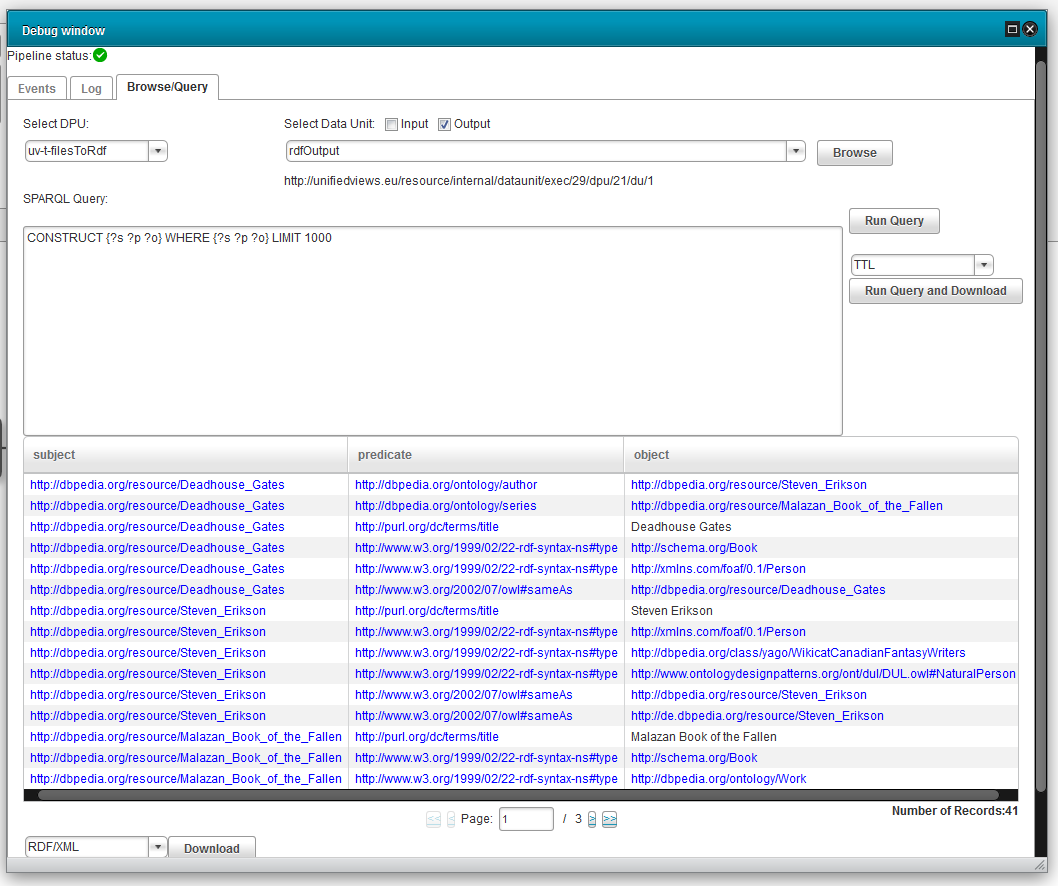 Debug window
Pipeline status:
Events Log Browse/Query
Select DPU: Select Data Unit: Input Output
uv-t-filesToRdf rdfOutput Browse
http://unifiedviews.eu/resource/internal/dataunit/exec/29/dpu/21/du/1
SPARQL Query:
Run Query
CONSTRUCT {?s ?p ?o} WHERE {?s ?p ?o} LIMIT 1000
TTL
Run Query and Download
subject predicate object
http://dbpedia.org/resource/Deadhouse_Gates http://dbpedia.org/ontology/author http://dbpedia.org/resource/Steven_Erikson
http://dbpedia.org/resource/Deadhouse_Gates http://dbpedia.org/ontology/series http://dbpedia.org/resource/Malazan_Book_of_the_Fallen
http://dbpedia.org/resource/Deadhouse_Gates http://purl.org/dc/terms/title Deadhouse Gates
http://dbpedia.org/resource/Deadhouse_Gates http://www.w3.org/1999/02/22-rdf-syntax-ns#type http://schema.org/Book
http://dbpedia.org/resource/Deadhouse_Gates http://www.w3.org/1999/02/22-rdf-syntax-ns#type http://xmlns.com/foaf/0.1/Person
http://dbpedia.org/resource/Deadhouse_Gates http://www.w3.org/2002/07/owl#sameAs http://dbpedia.org/resource/Deadhouse_Gates
http://dbpedia.org/resource/Steven_Erikson http://purl.org/dc/terms/title Steven Erikson
http://dbpedia.org/resource/Steven_Erikson http://www.w3.org/1999/02/22-rdf-syntax-ns#type http://xmlns.com/foaf/0.1/Person
http://dbpedia.org/resource/Steven_Erikson http://www.w3.org/1999/02/22-rdf-syntax-ns#type http://dbpedia.org/class/yago/WikicatCanadianFantasyWriters
http://dbpedia.org/resource/Steven_Erikson http://www.w3.org/1999/02/22-rdf-syntax-ns#type http://www.ontologydesignpatterns.org/ont/dul/DUL.owl#NaturalPerson
http://dbpedia.org/resource/Steven_Erikson http://www.w3.org/2002/07/owl#sameAs http://dbpedia.org/resource/Steven_Erikson
http://dbpedia.org/resource/Steven_Erikson http://www.w3.org/2002/07/owl#sameAs http://de.dbpedia.org/resource/Steven_Erikson
http://dbpedia.org/resource/Malazan_Book_of_the_Fallen http://purl.org/dc/terms/title Malazan Book of the Fallen
http://dbpedia.org/resource/Malazan_Book_of_the_Fallen http://www.w3.org/1999/02/22-rdf-syntax-ns#type http://schema.org/Book
http://dbpedia.org/resource/Malazan_Book_of_the_Fallen http://www.w3.org/1999/02/22-rdf-syntax-ns#type http://dbpedia.org/ontology/Work
Number of Records:41
<< < Page: 1 / 3 > >>
RDF/XML Download